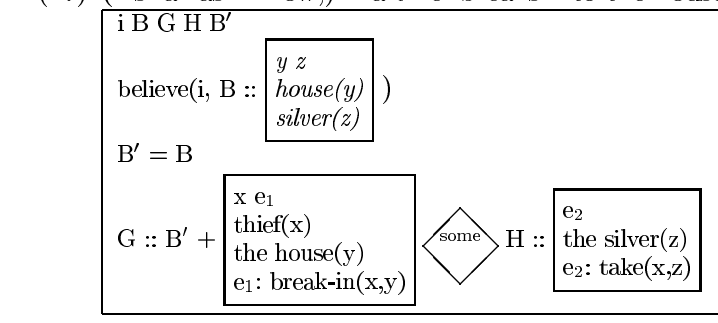 i B G H B′
y z
believe(i, B :: house(y) )
silver(z)
B′ = B
x e₁
thief(x)
the house(y)
e₁: break-in(x,y)
G :: B′ +
some
H ::
e₂
the silver(z)
e₂: take(x,z)